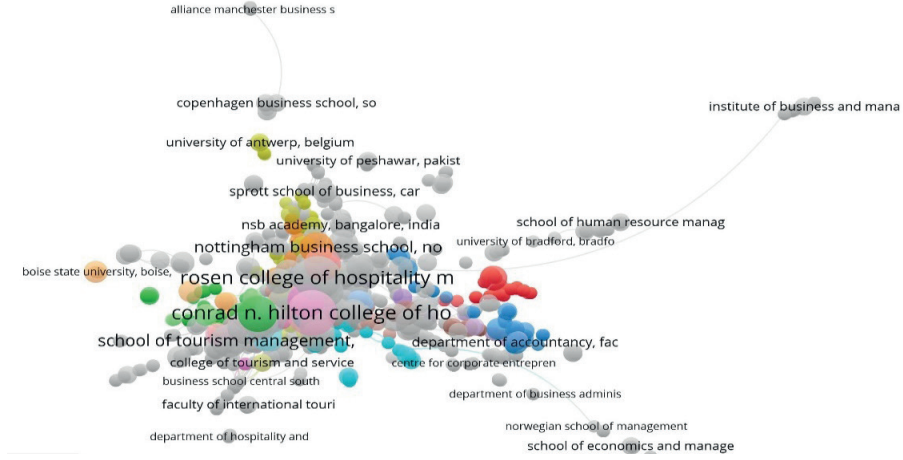 alliance manchester business s
copenhagen business school, so
institute of business and mana
university of antwerp, belgium
university of peshawar, pakist
sprott school of business, car
nsb academy, bangalore, india
school of human resource manag
nottingham business school, no
university of bradford, bradfo
boise state university, boise,
rosen college of hospitality m
conrad n. hilton college of ho
school of tourism management,
department of accountancy, fac
college of tourism and service
centre for corporate entrepren
business school central south
department of business adminis
faculty of international touri
norwegian school of management
department of hospitality and
school of economics and manage